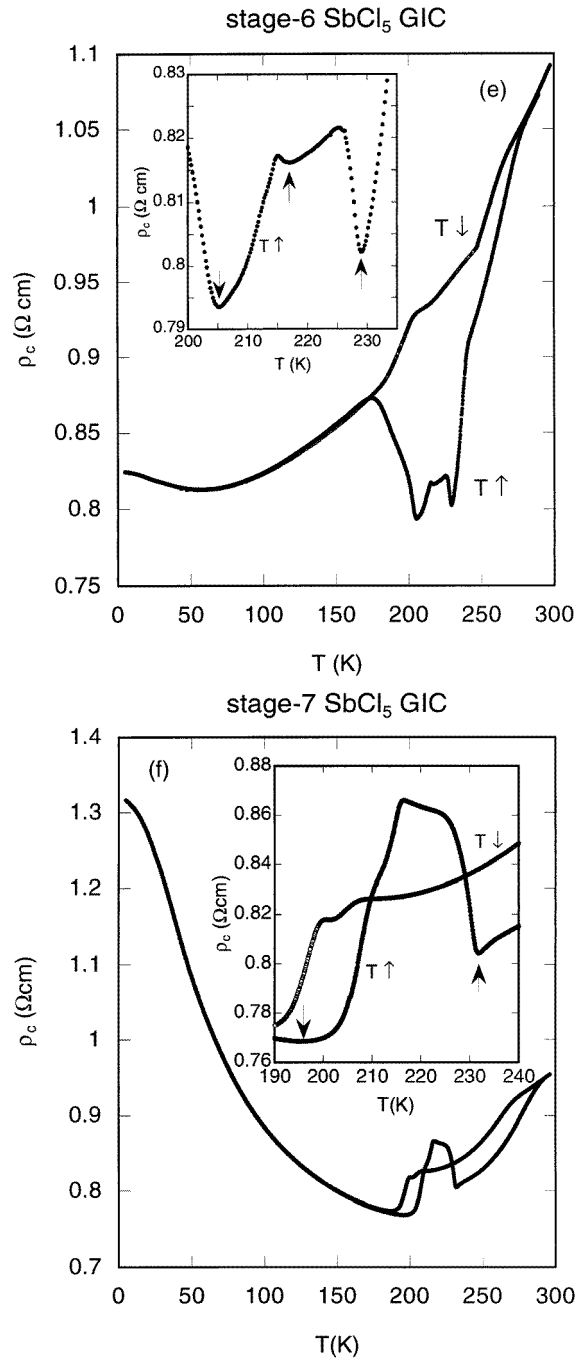 stage-6 SbCl5 GIC
1.1
1.05
1
0.95
0.9
0.85
0.8
0.75
ρc (Ω cm)
(e)
0.83
0.82
0.81
0.8
0.79
ρc (Ω cm)
T ↑
200 210 220 230
T (K)
T ↓
T ↑
0 50 100 150 200 250 300
T (K)
stage-7 SbCl5 GIC
1.4
1.3
1.2
1.1
1
0.9
0.8
0.7
ρc (Ωcm)
(f)
0.88
0.86
0.84
0.82
0.8
0.78
0.76
ρc (Ωcm)
T ↓
T ↑
190 200 210 220 230 240
T(K)
0 50 100 150 200 250 300
T(K)